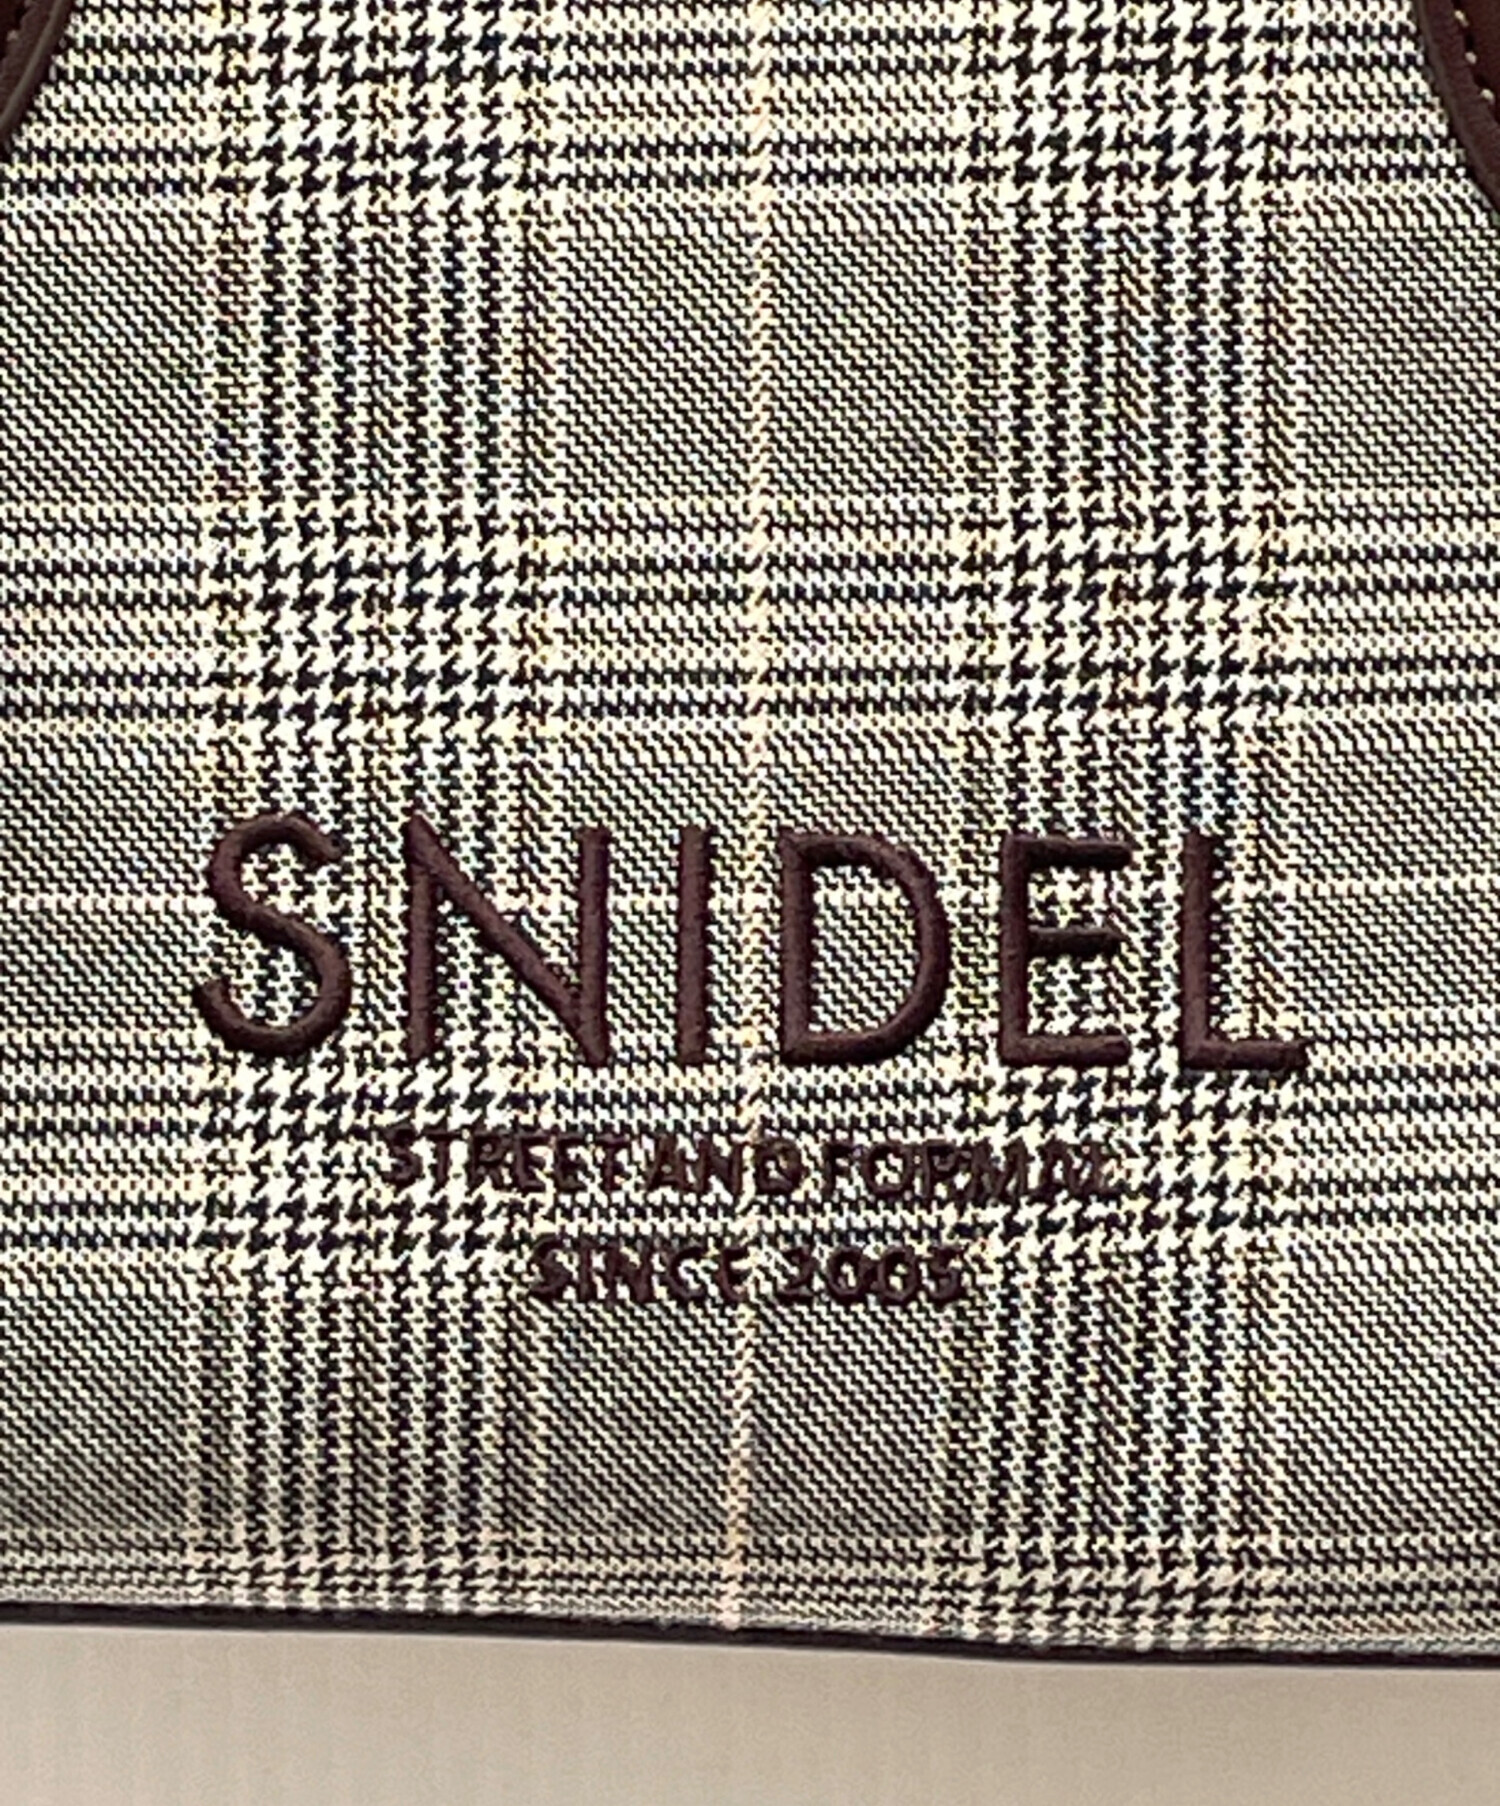 SNIDEL
STREET AND FORMAL
SINCE 2005